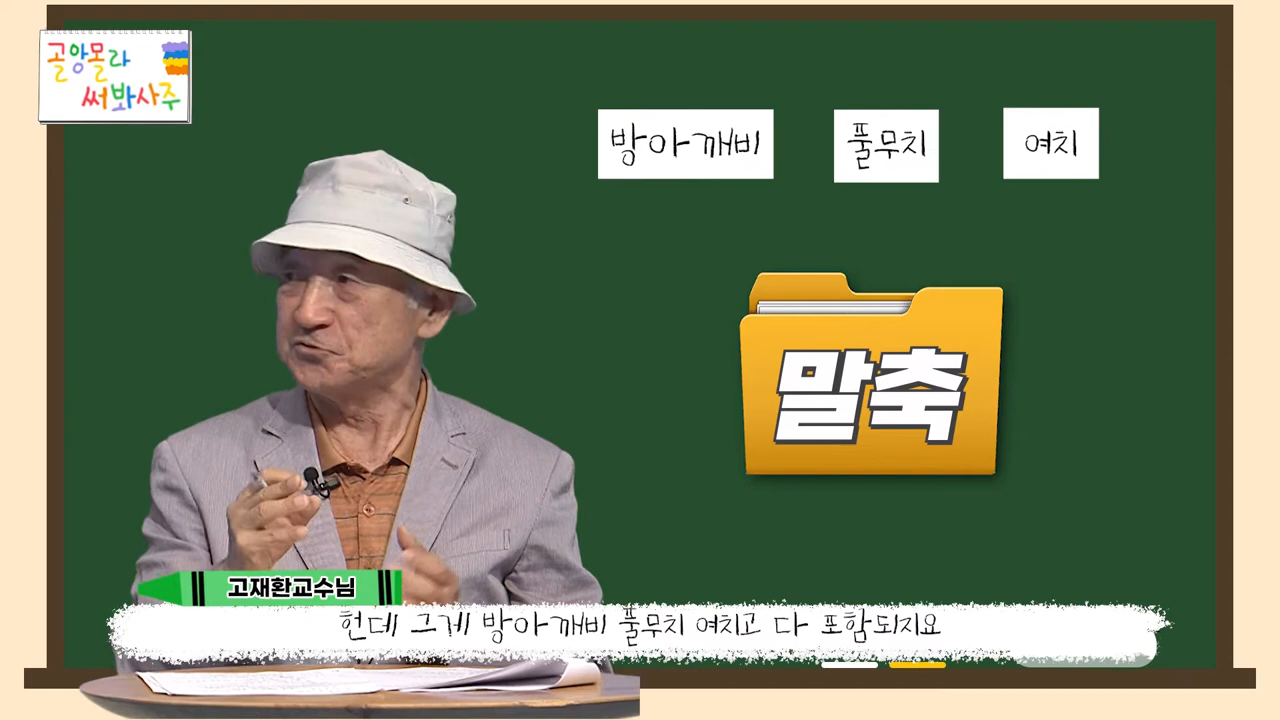 골앙몰라
써봐사주
방아깨비
풀무치
여치
말축
고재환교수님
헌데 그게 방아깨비 풀무치 여치고 다 포함되지요